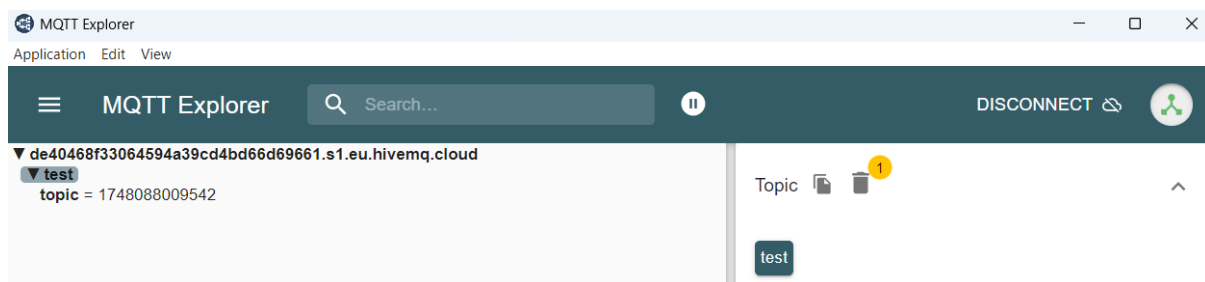 MQTT Explorer
Application Edit View
MQTT Explorer Search... DISCONNECT
▼ de40468f33064594a39cd4bd66d69661.s1.eu.hivemq.cloud
▼ test
topic = 1748088009542
Topic 1
test